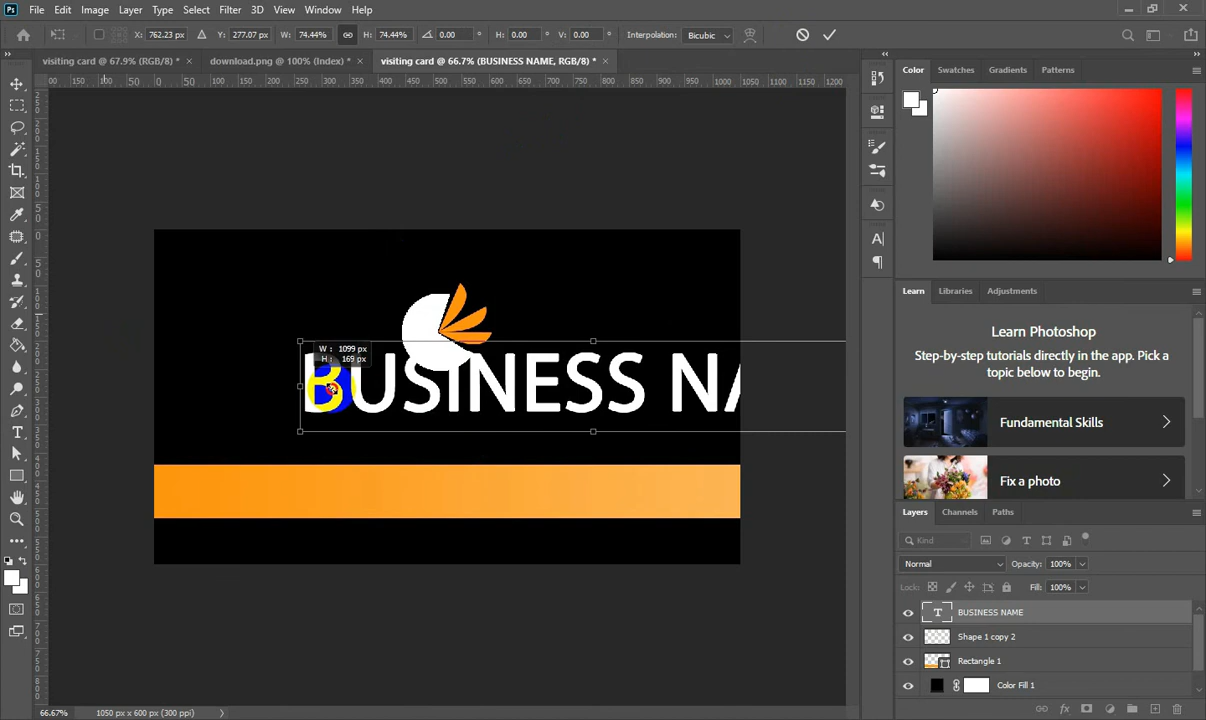 Ps File Edit Image Layer Type Select Filter 3D View Window Help
X: 762.23 px Y: 277.07 px W: 74.44% H: 74.44% 0.00 ° H: 0.00 ° V: 0.00 ° Interpolation: Bicubic
visiting card @ 67.9% (RGB/8) * × download.png @ 100% (Index) * × visiting card @ 66.7% (BUSINESS NAME, RGB/8) * ×
W : 1099 px
H : 169 px
BUSINESS NA
Color Swatches Gradients Patterns
Learn Libraries Adjustments
Learn Photoshop
Step-by-step tutorials directly in the app. Pick a
topic below to begin.
Fundamental Skills
Fix a photo
Layers Channels Paths
Kind
Normal Opacity: 100%
Lock: Fill: 100%
T BUSINESS NAME
Shape 1 copy 2
Rectangle 1
Color Fill 1
66.67% 1050 px x 600 px (300 ppi)